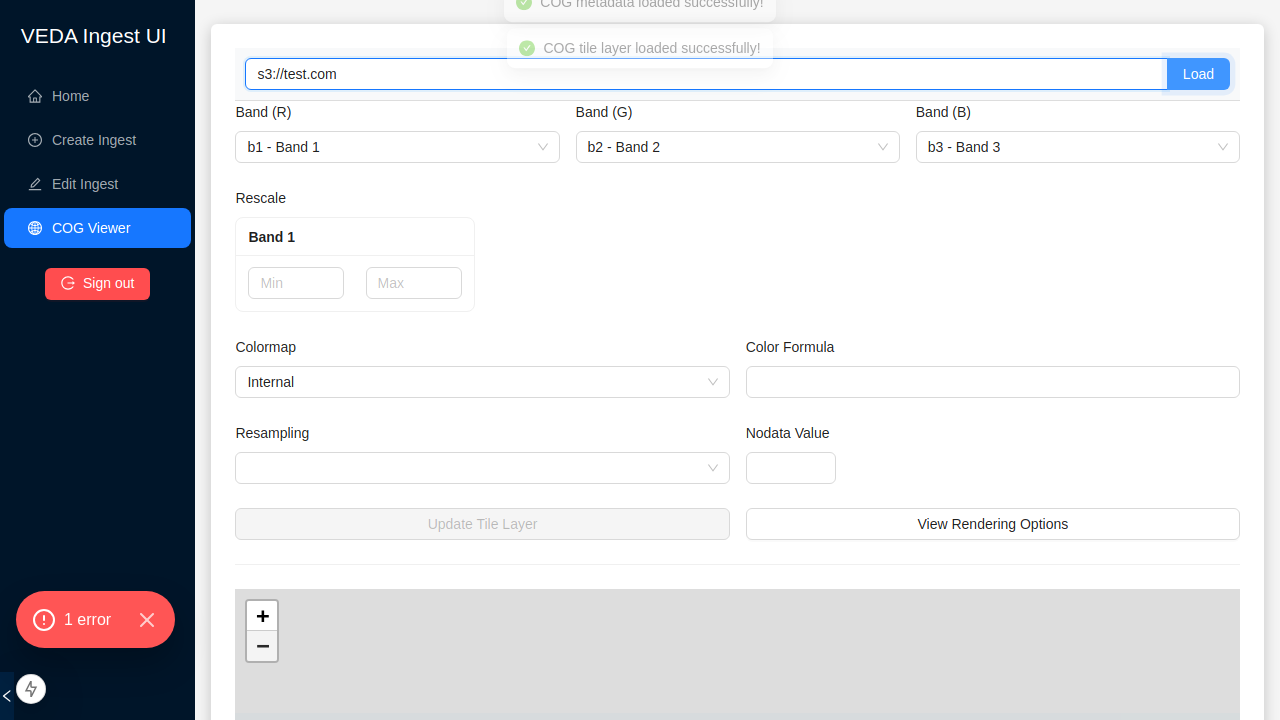 VEDA Ingest UI
Home
Create Ingest
Edit Ingest
COG Viewer
Sign out
1 error
COG metadata loaded successfully!
COG tile layer loaded successfully!
s3://test.com
Load
Band (R)
Band (G)
Band (B)
b1 - Band 1
b2 - Band 2
b3 - Band 3
Rescale
Band 1
Min
Max
Colormap
Color Formula
Internal
Resampling
Nodata Value
Update Tile Layer
View Rendering Options
+
−